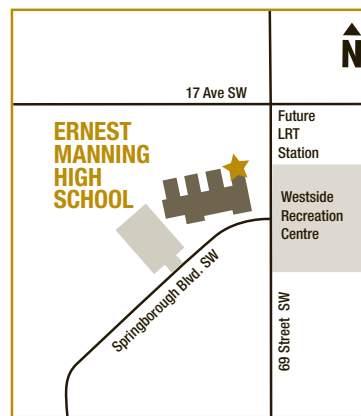 N
17 Ave SW
Future
LRT
Station
ERNEST
MANNING
HIGH
SCHOOL
Westside
Recreation
Centre
Springborough Blvd. SW
69 Street SW